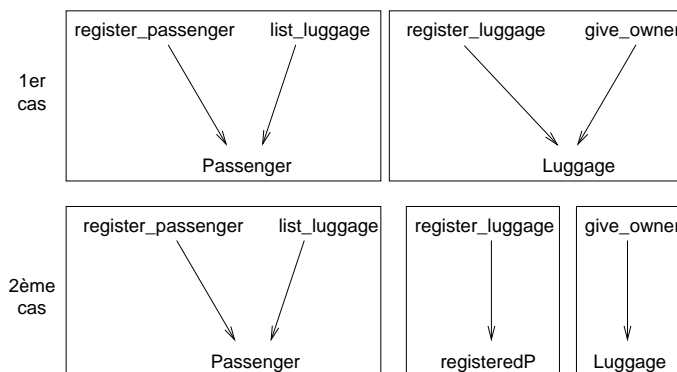 register_passenger list_luggage register_luggage give_owner
1er
cas
Passenger Luggage
register_passenger list_luggage register_luggage give_owner
2ème
cas
Passenger registeredP Luggage